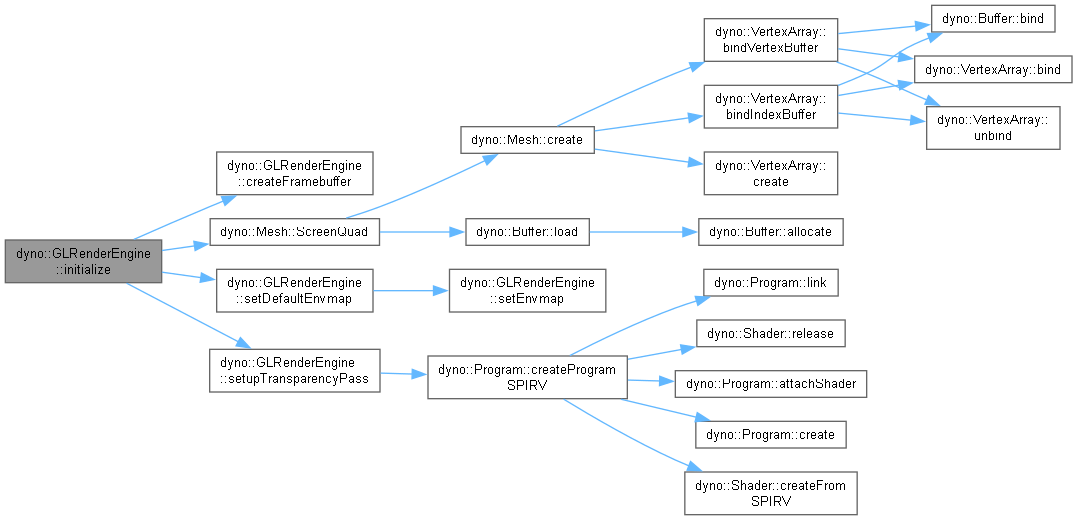 dyno::GLRenderEngine
::initialize
dyno::GLRenderEngine
::createFramebuffer
dyno::Mesh::ScreenQuad
dyno::GLRenderEngine
::setDefaultEnvmap
dyno::GLRenderEngine
::setupTransparencyPass
dyno::Mesh::create
dyno::Buffer::load
dyno::GLRenderEngine
::setEnvmap
dyno::Program::createProgram
SPIRV
dyno::VertexArray::
bindVertexBuffer
dyno::VertexArray::
bindIndexBuffer
dyno::VertexArray::
create
dyno::Buffer::allocate
dyno::Program::link
dyno::Shader::release
dyno::Program::attachShader
dyno::Program::create
dyno::Shader::createFrom
SPIRV
dyno::Buffer::bind
dyno::VertexArray::bind
dyno::VertexArray::
unbind